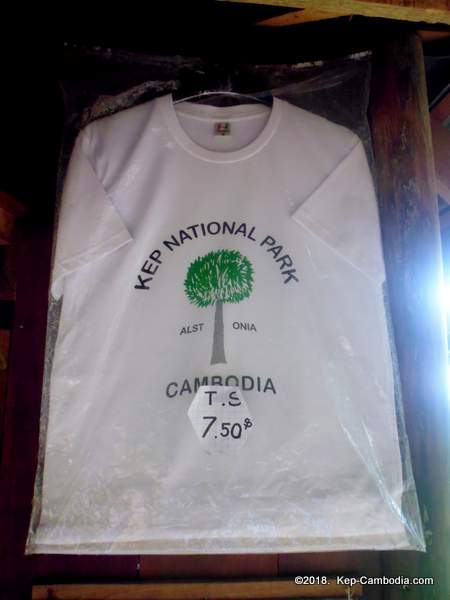 KEP NATIONAL PARK
ALST ONIA
CAMBODIA
T.S
7.50$
©2018. Kep-Cambodia.com